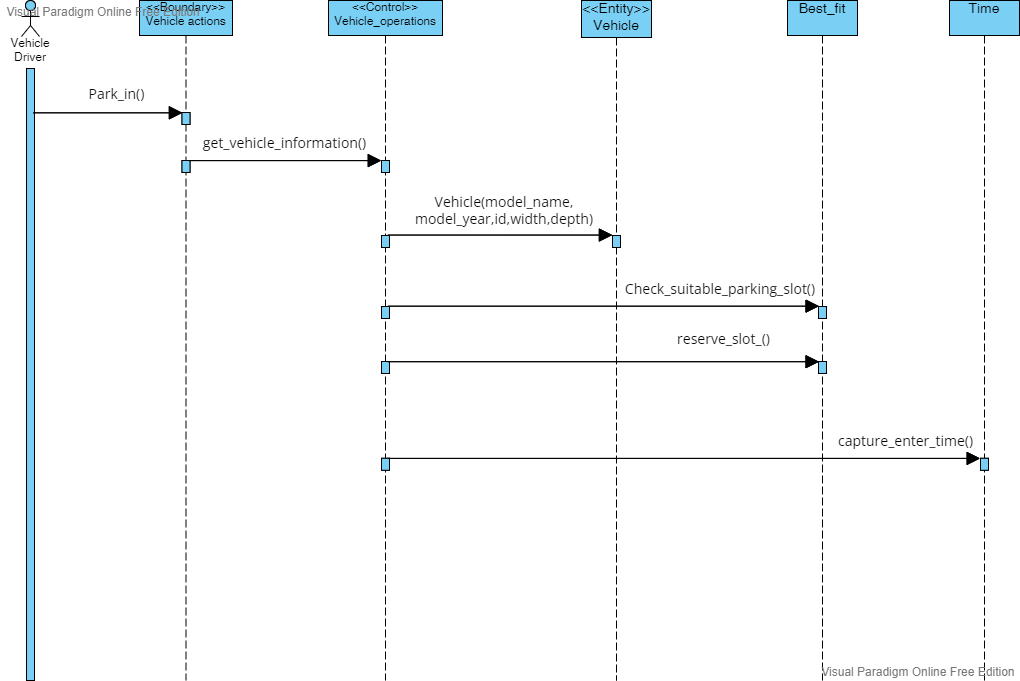 Visual Paradigm Online Free Edition
<<Boundary>>
Vehicle actions
<<Control>>
Vehicle_operations
<<Entity>>
Vehicle
Best_fit
Time
Vehicle
Driver
Park_in()
get_vehicle_information()
Vehicle(model_name,
model_year,id,width,depth)
Check_suitable_parking_slot()
reserve_slot_()
capture_enter_time()
Visual Paradigm Online Free Edition